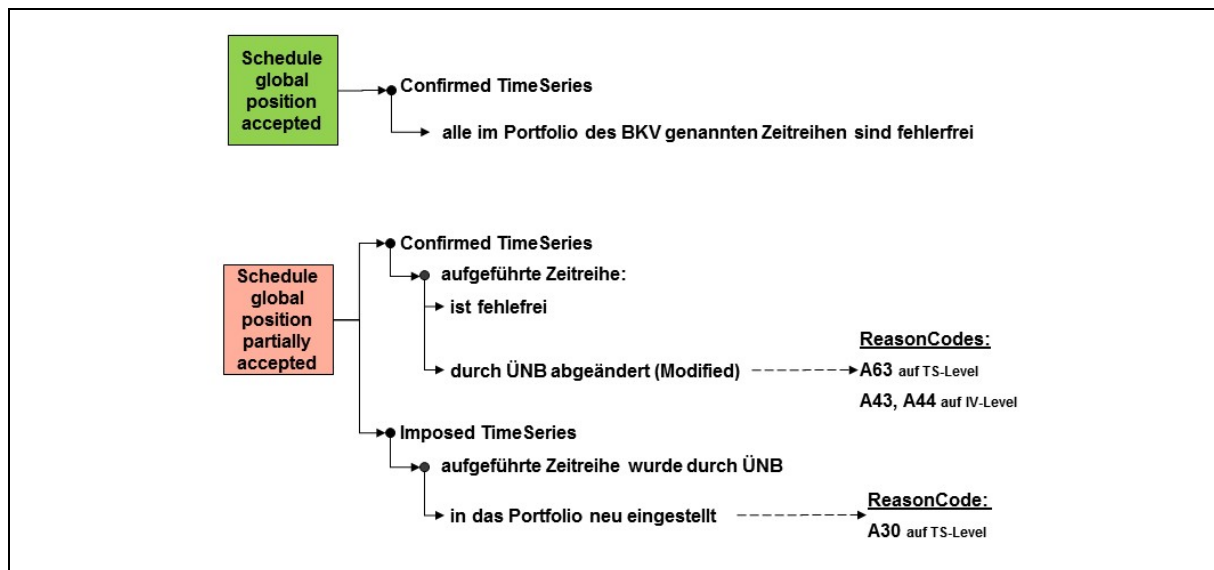 Schedule
global
position
accepted
Confirmed TimeSeries
alle im Portfolio des BKV genannten Zeitreihen sind fehlerfrei
Schedule
global
position
partially
accepted
Confirmed TimeSeries
aufgeführte Zeitreihe:
ist fehlefrei
durch ÜNB abgeändert (Modified)
ReasonCodes:
A63 auf TS-Level
A43, A44 auf IV-Level
Imposed TimeSeries
aufgeführte Zeitreihe wurde durch ÜNB
in das Portfolio neu eingestellt
ReasonCode:
A30 auf TS-Level